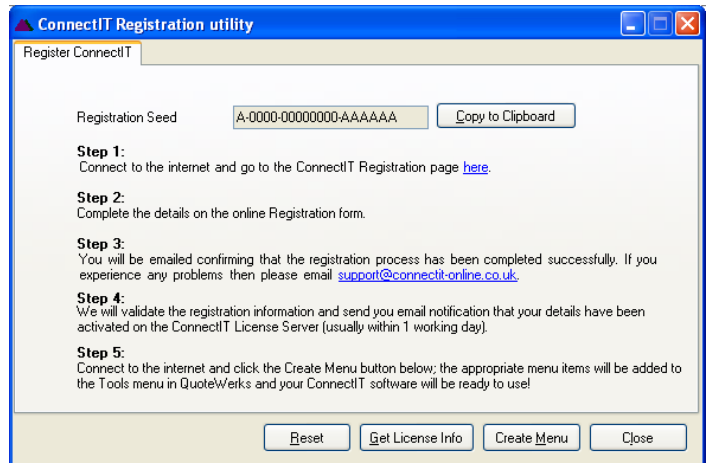 ConnectIT Registration utility
Register ConnectIT
Registration Seed A-0000-00000000-AAAAAA Copy to Clipboard
Step 1:
Connect to the internet and go to the ConnectIT Registration page here.
Step 2:
Complete the details on the online Registration form.
Step 3:
You will be emailed confirming that the registration process has been completed successfully. If you
experience any problems then please email support@connectit-online.co.uk.
Step 4:
We will validate the registration information and send you email notification that your details have been
activated on the ConnectIT License Server (usually within 1 working day).
Step 5:
Connect to the internet and click the Create Menu button below; the appropriate menu items will be added to
the Tools menu in QuoteWerks and your ConnectIT software will be ready to use!
Reset Get License Info Create Menu Close